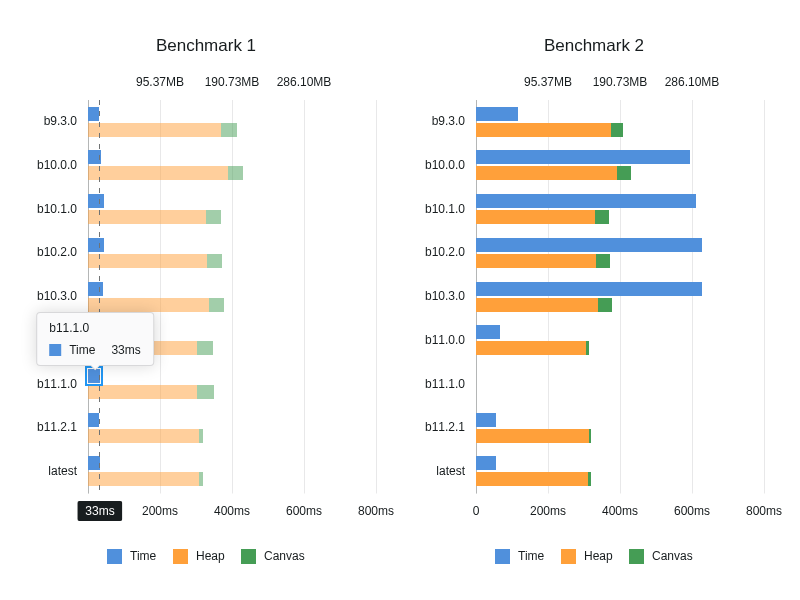 Benchmark 1
95.37MB 190.73MB 286.10MB
b9.3.0
b10.0.0
b10.1.0
b10.2.0
b10.3.0
b11.1.0
Time 33ms
b11.1.0
b11.2.1
latest
33ms 200ms 400ms 600ms 800ms
Time Heap Canvas
Benchmark 2
95.37MB 190.73MB 286.10MB
b9.3.0
b10.0.0
b10.1.0
b10.2.0
b10.3.0
b11.0.0
b11.1.0
b11.2.1
latest
0 200ms 400ms 600ms 800ms
Time Heap Canvas